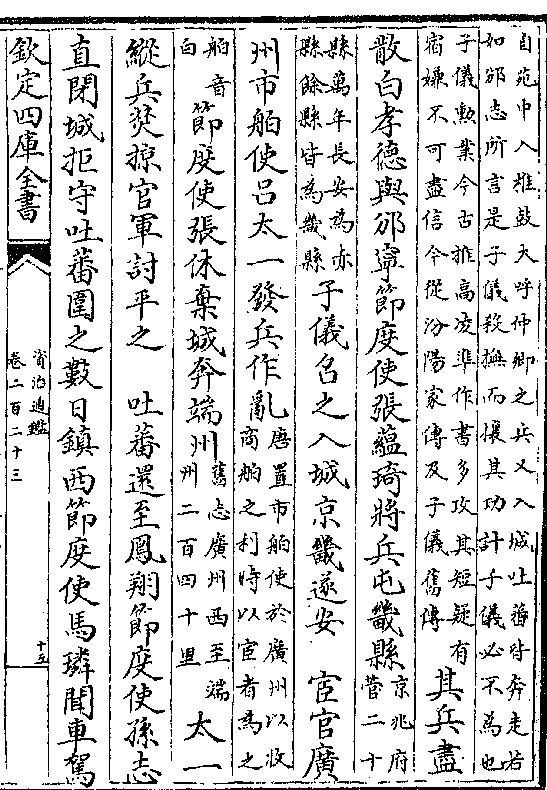 自苑中入椎鼓大呼仲卿之兵又入城吐蕃皆奔走若
如邠志所言是子儀殺撫而攘其功計子儀必不為也
子儀勲業今古推高凌準作書多攻其短疑有
宿嫌不可盡信今從汾陽家傳及子儀舊傳
其兵盡
散白孝德與邠寧節度使張藴琦將兵屯畿縣
京兆府管二十
縣萬年長安為赤
縣餘縣皆為畿縣
子儀召之入城京畿遂安 宦官廣
州市舶使呂太一發兵作亂
唐置市舶使於廣州以收
商舶之利時以宦者為之
舶音白
節度使張休棄城奔端州
舊志廣州西至端
州二百四十里
太一
縱兵焚掠官軍討平之 吐蕃還至鳳翔節度使孫志
直閉城拒守吐蕃圍之數日鎮西節度使馬璘聞車駕
欽定四庫全書
資治通鑑
卷二百二十三
十五